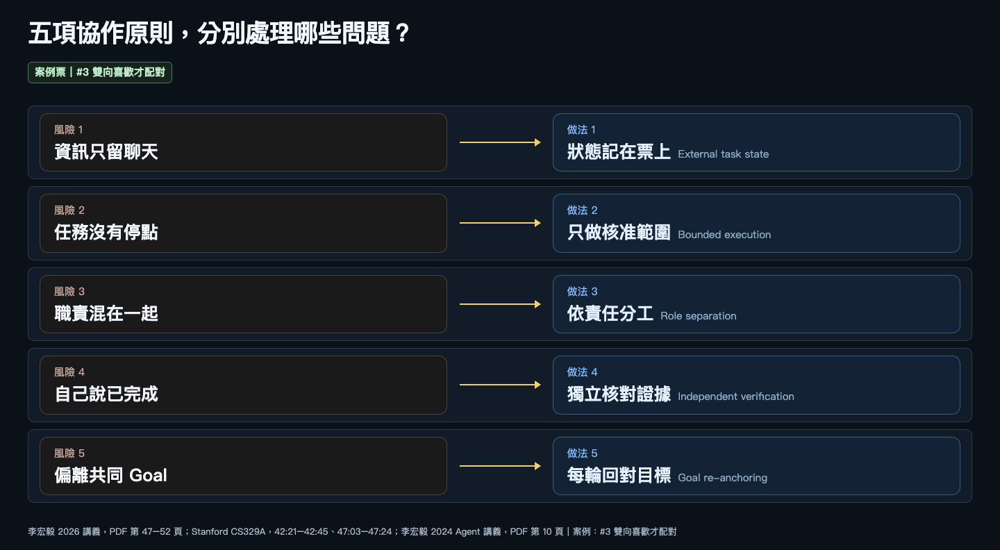 五項協作原則，分別處理哪些問題？
案例票｜#3 雙向喜歡才配對
風險 1
資訊只留聊天
做法 1
狀態記在票上 External task state
風險 2
任務沒有停點
做法 2
只做核准範圍 Bounded execution
風險 3
職責混在一起
做法 3
依責任分工 Role separation
風險 4
自己說已完成
做法 4
獨立核對證據 Independent verification
風險 5
偏離共同 Goal
做法 5
每輪回對目標 Goal re-anchoring
李宏毅 2026 講義，PDF 第 47–52 頁；Stanford CS329A，42:21–42:45、47:03–47:24；李宏毅 2024 Agent 講義，PDF 第 10 頁｜案例：#3 雙向喜歡才配對